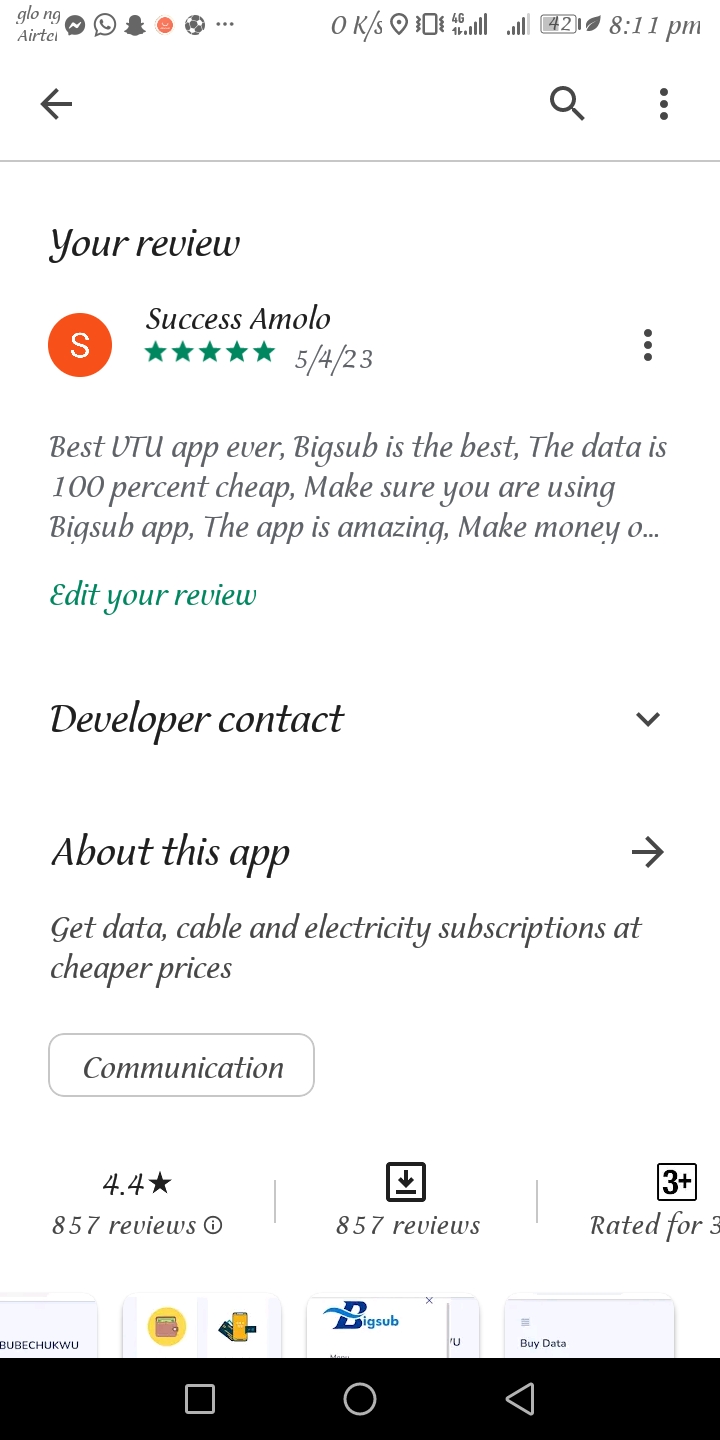 glo ng
Airtel
0 K/s 4G 42 8:11 pm
Your review
S
Success Amolo
5/4/23
Best VTU app ever, Bigsub is the best, The data is
100 percent cheap, Make sure you are using
Bigsub app, The app is amazing, Make money o...
Edit your review
Developer contact
About this app
Get data, cable and electricity subscriptions at
cheaper prices
Communication
4.4★
857 reviews
857 reviews
3+
Rated for 3
BUBECHUKWU
Bigsub
Menu
VU
Buy Data